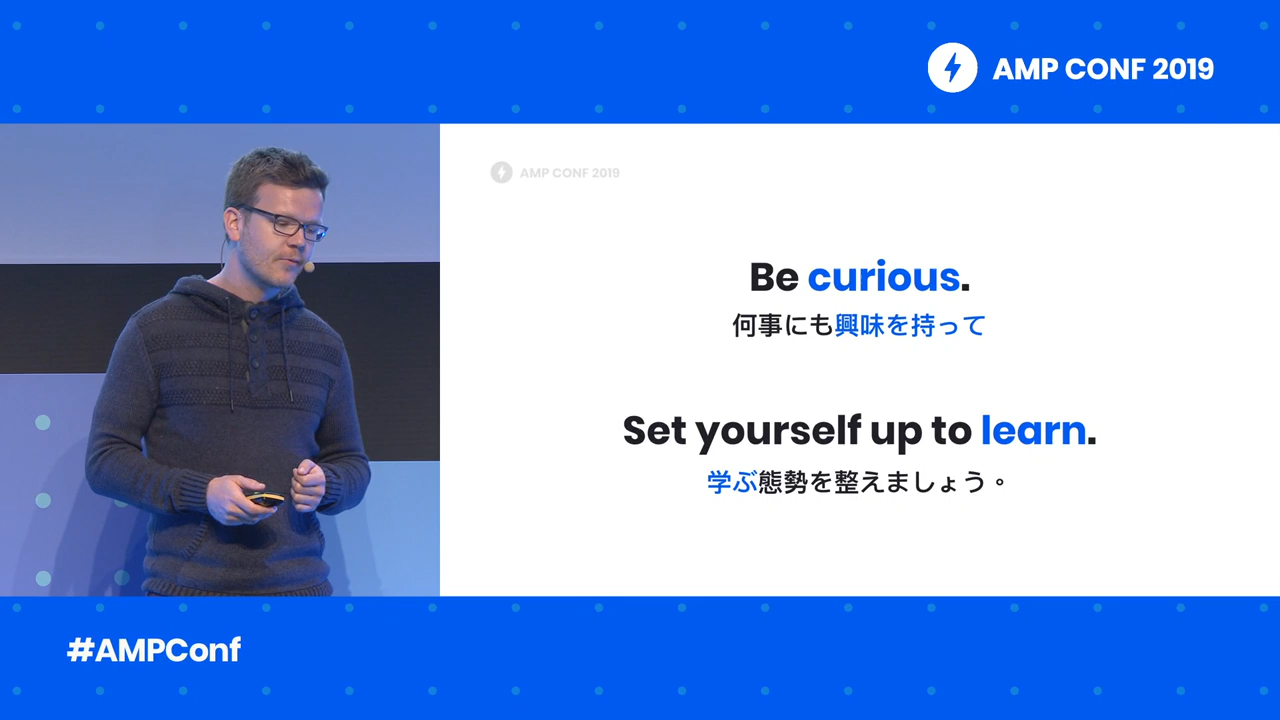 AMP CONF 2019
AMP CONF 2019
Be curious.
何事にも興味を持って
Set yourself up to learn.
学ぶ態勢を整えましょう。
#AMPConf